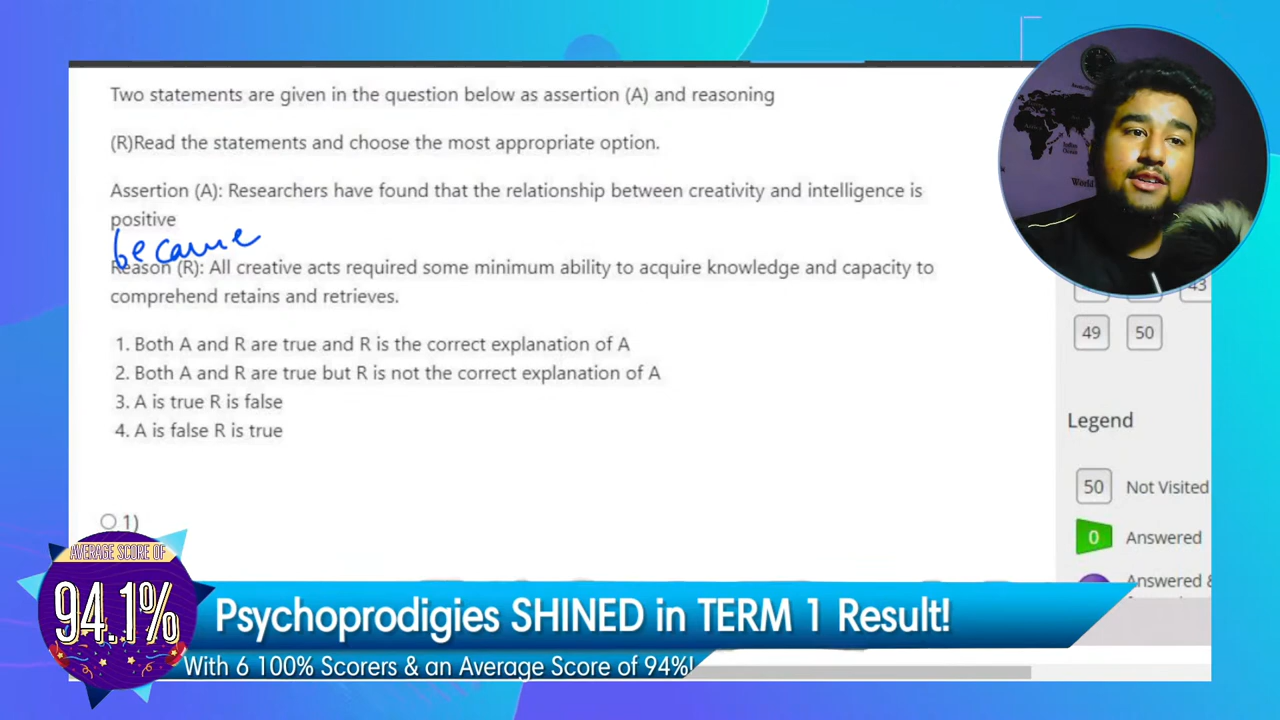 Two statements are given in the question below as assertion (A) and reasoning
(R)Read the statements and choose the most appropriate option.
Assertion (A): Researchers have found that the relationship between creativity and intelligence is
positive
became
Reason (R): All creative acts required some minimum ability to acquire knowledge and capacity to
comprehend retains and retrieves.
1. Both A and R are true and R is the correct explanation of A
2. Both A and R are true but R is not the correct explanation of A
3. A is true R is false
4. A is false R is true
1)
43
49 50
Legend
50 Not Visited
0 Answered
Answered &
AVERAGE SCORE OF
94.1%
Psychoprodigies SHINED in TERM 1 Result!
With 6 100% Scorers & an Average Score of 94%!